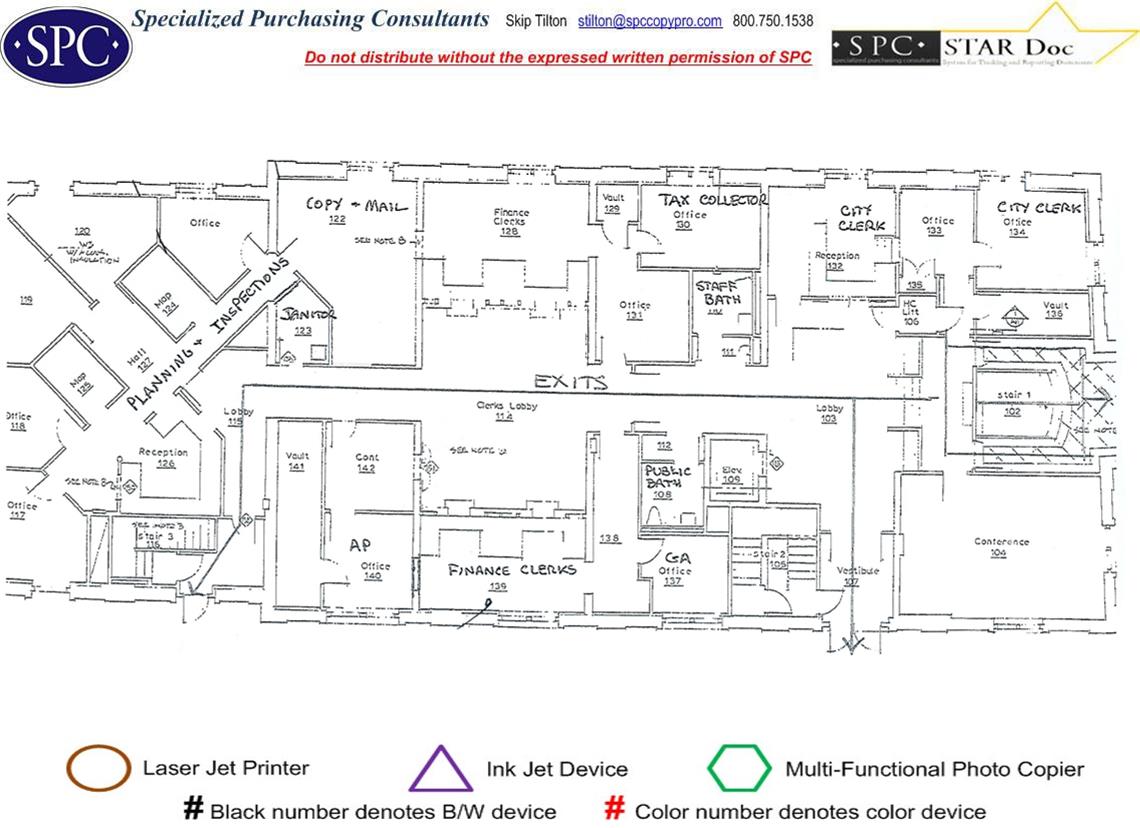 SPC Specialized Purchasing Consultants Skip Tilton stilton@spccopypro.com 800.750.1538
Do not distribute without the expressed written permission of SPC
SPC STAR Doc
specialized purchasing consultants System for Tracking and Reporting Documents
Office
COPY + MAIL
122
SEE NOTE B
Finance
Clecks
128
Vault
129
TAX COLLECTOR
Office
130
CITY
CLERK
Reception
132
Office
133
CITY CLERK
Office
134
120
119
Map
124
PLANNING + INSPECTIONS
JANITOR
123
Office
131
STAFF
BATH
111
135
HC
Lift
106
Vault
136
Hall
127
Map
125
EXITS
Office
118
Lobby
115
Clerks Lobby
114
Lobby
103
stair 1
102
SEE NOTE
Reception
126
Vault
141
Cont
142
112
PUBLIC
BATH
108
Elev
109
Office
117
SEE NOTE B
stair 3
116
AP
Office
140
FINANCE CLERKS
139
138
GA
Office
137
stair 2
105
Vestibule
107
Conference
104
Laser Jet Printer
Ink Jet Device
Multi-Functional Photo Copier
# Black number denotes B/W device
# Color number denotes color device